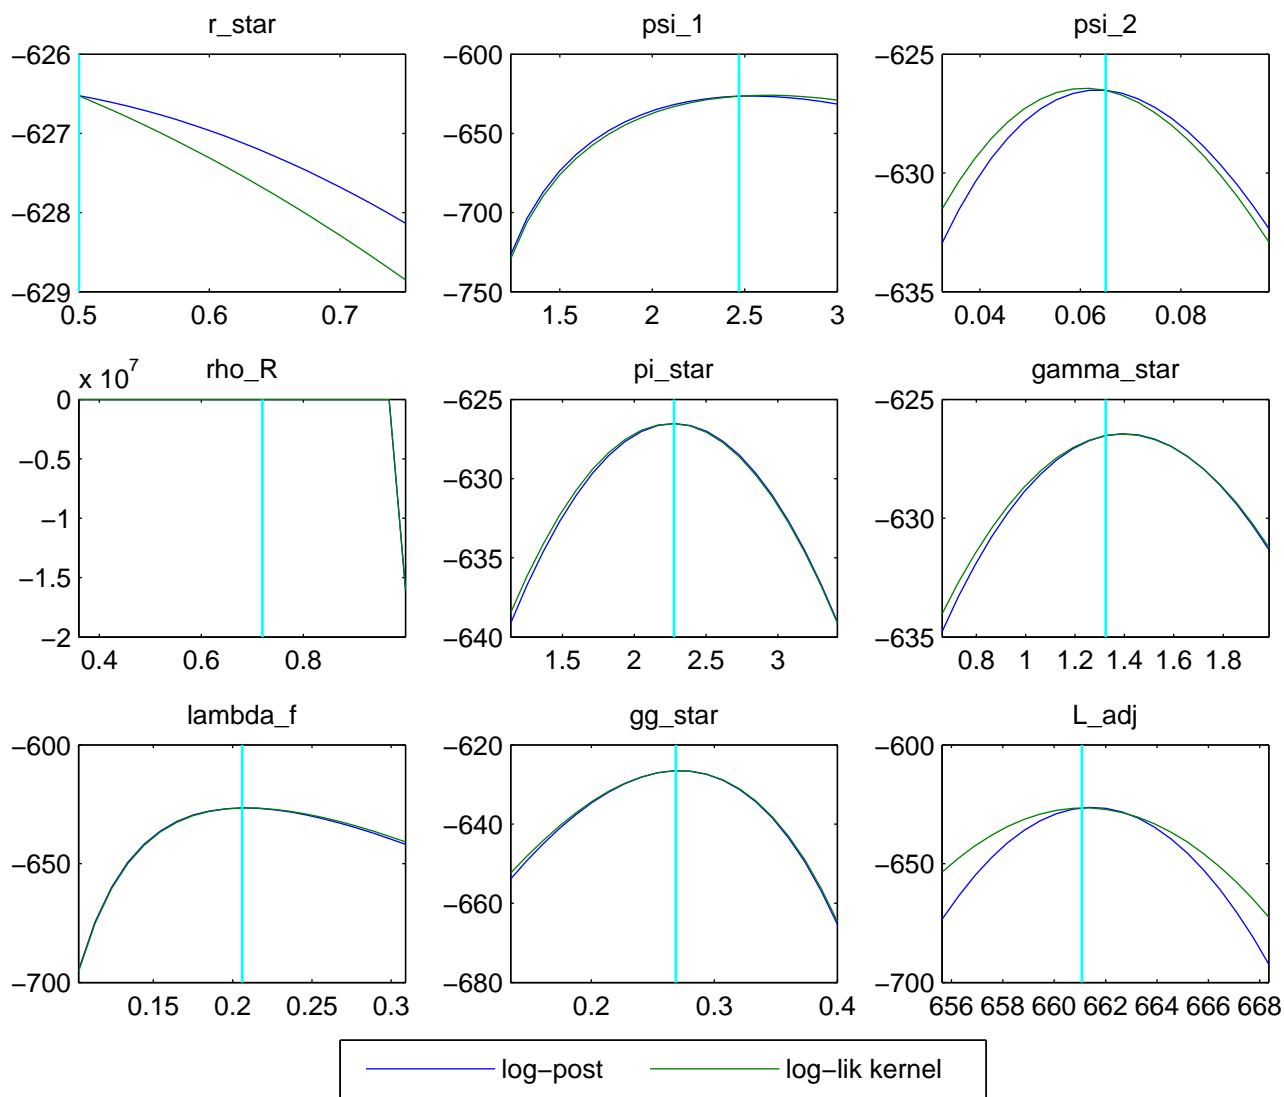 r_star
−626
−627
−628
−629
0.5 0.6 0.7
psi_1
−600
−650
−700
−750
1.5 2 2.5 3
psi_2
−625
−630
−635
0.04 0.06 0.08
rho_R
x 10^7
0
−0.5
−1
−1.5
−2
0.4 0.6 0.8
pi_star
−625
−630
−635
−640
1.5 2 2.5 3
gamma_star
−625
−630
−635
0.8 1 1.2 1.4 1.6 1.8
lambda_f
−600
−650
−700
0.15 0.2 0.25 0.3
gg_star
−620
−640
−660
−680
0.2 0.3 0.4
L_adj
−600
−650
−700
656 658 660 662 664 666 668
log−post log−lik kernel